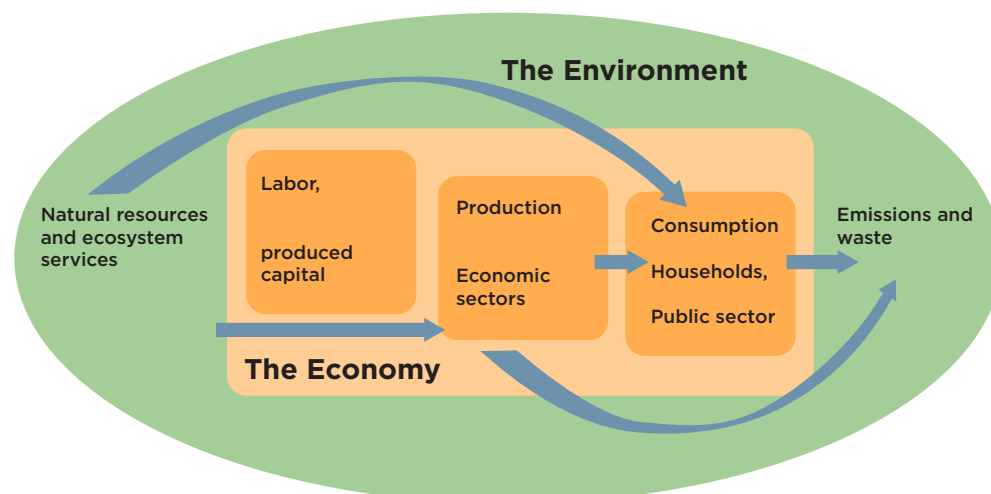 The Environment
Natural resources
and ecosystem
services
Labor,
produced
capital
Production
Economic
sectors
Consumption
Households,
Public sector
Emissions and
waste
The Economy